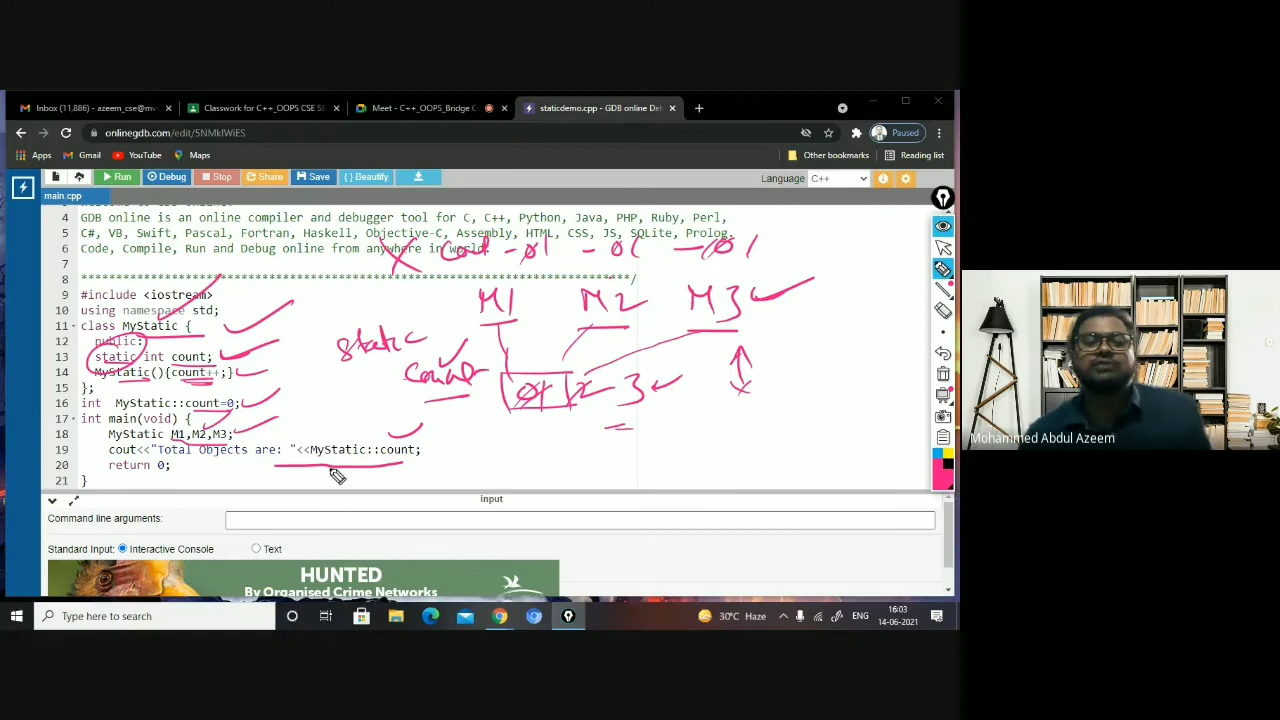 Inbox (11,886) - azeem_cse@mv
Classwork for C++_OOPS CSE SE
Meet - C++_OOPS_Bridge C
staticdemo.cpp - GDB online Deb
onlinegdb.com/edit/5NMklWiES
Paused
Apps
Gmail
YouTube
Maps
Other bookmarks
Reading list
Run
Debug
Stop
Share
Save
{ } Beautify
Language
C++
main.cpp
4 GDB online is an online compiler and debugger tool for C, C++, Python, Java, PHP, Ruby, Perl,
5 C#, VB, Swift, Pascal, Fortran, Haskell, Objective-C, Assembly, HTML, CSS, JS, SQLite, Prolog.
6 Code, Compile, Run and Debug online from anywhere in world.
7
8 *******************************************************************************/
9 #include <iostream>
10 using namespace std;
11 class MyStatic {
12 public:
13 static int count;
14 MyStatic(){count++;}
15 };
16 int MyStatic::count=0;
17 int main(void) {
18 MyStatic M1,M2,M3;
19 cout<<"Total Objects are: "<<MyStatic::count;
20 return 0;
21 }
M1 M2 M3
static
count
2 3
input
Command line arguments:
Standard Input: Interactive Console Text
HUNTED
By Organised Crime Networks
Mohammed Abdul Azeem
Type here to search
30°C Haze
ENG
16:03
14-06-2021